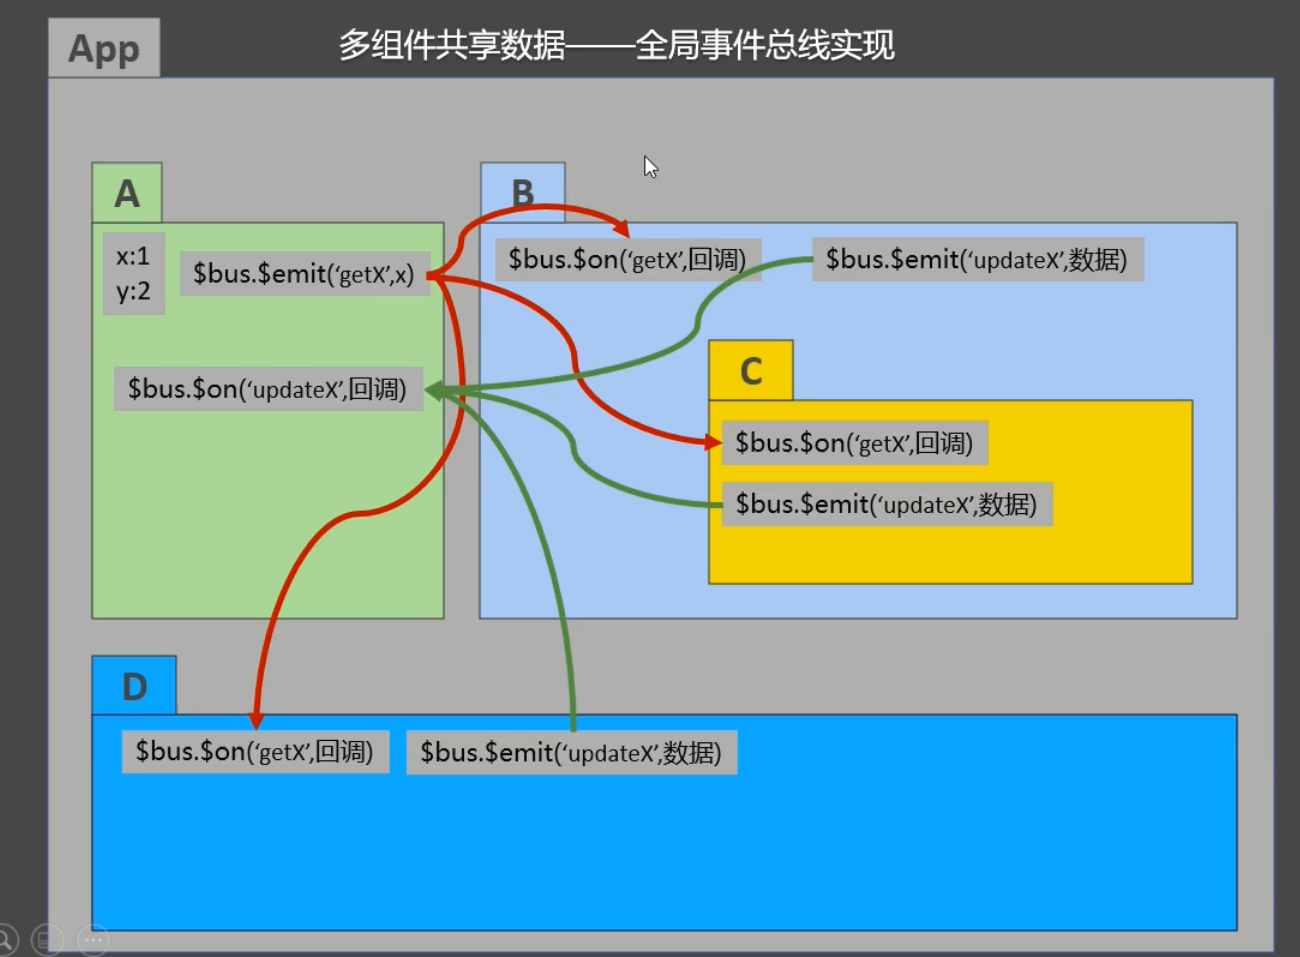 App
多组件共享数据——全局事件总线实现
A
B
x:1
y:2
$bus.$emit(‘getX’,x)
$bus.$on(‘getX’,回调)
$bus.$emit(‘updateX’,数据)
$bus.$on(‘updateX’,回调)
C
$bus.$on(‘getX’,回调)
$bus.$emit(‘updateX’,数据)
D
$bus.$on(‘getX’,回调)
$bus.$emit(‘updateX’,数据)